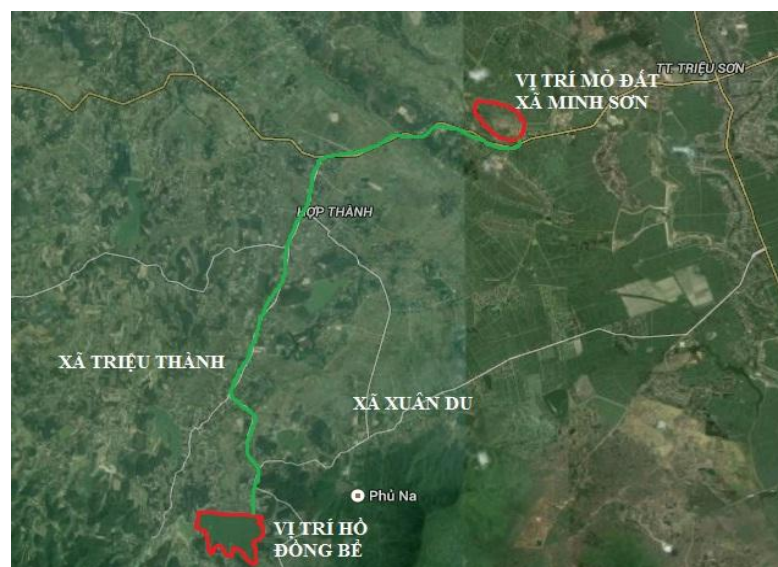 TT. TRIỆU SƠN
VỊ TRÍ MỎ ĐẤT
XÃ MINH SƠN
HỢP THÀNH
XÃ TRIỆU THÀNH
XÃ XUÂN DU
Phủ Na
VỊ TRÍ HỒ
ĐỒNG BỂ